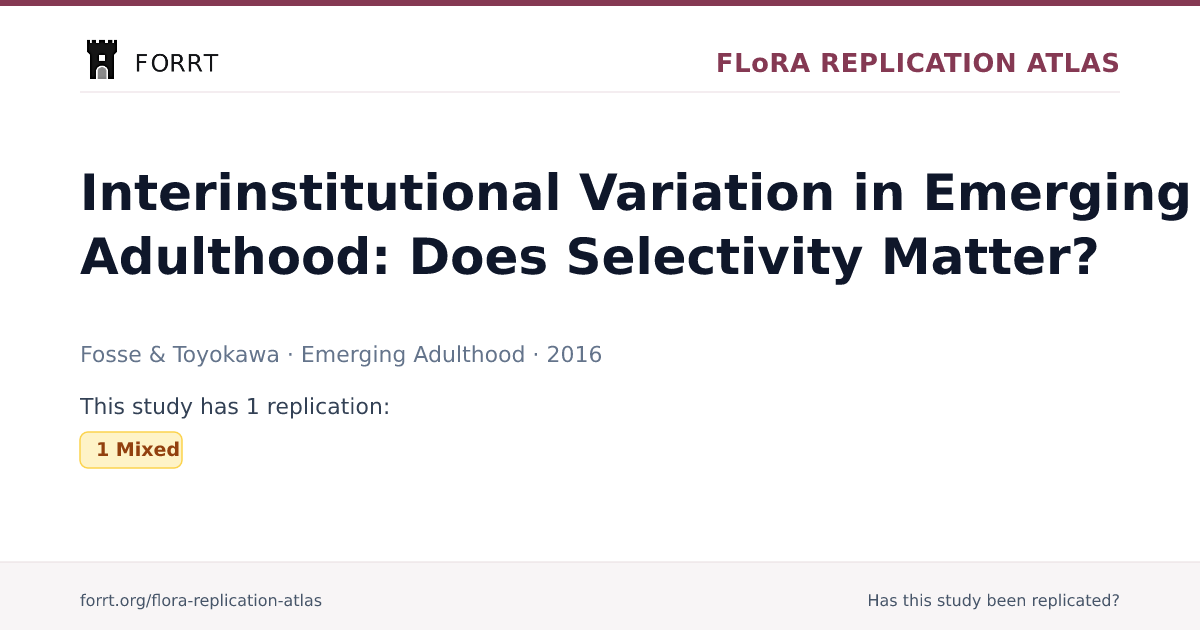 FORRT
FLoRA REPLICATION ATLAS
Interinstitutional Variation in Emerging
Adulthood: Does Selectivity Matter?
Fosse & Toyokawa · Emerging Adulthood · 2016
This study has 1 replication:
1 Mixed
forrt.org/flora-replication-atlas
Has this study been replicated?